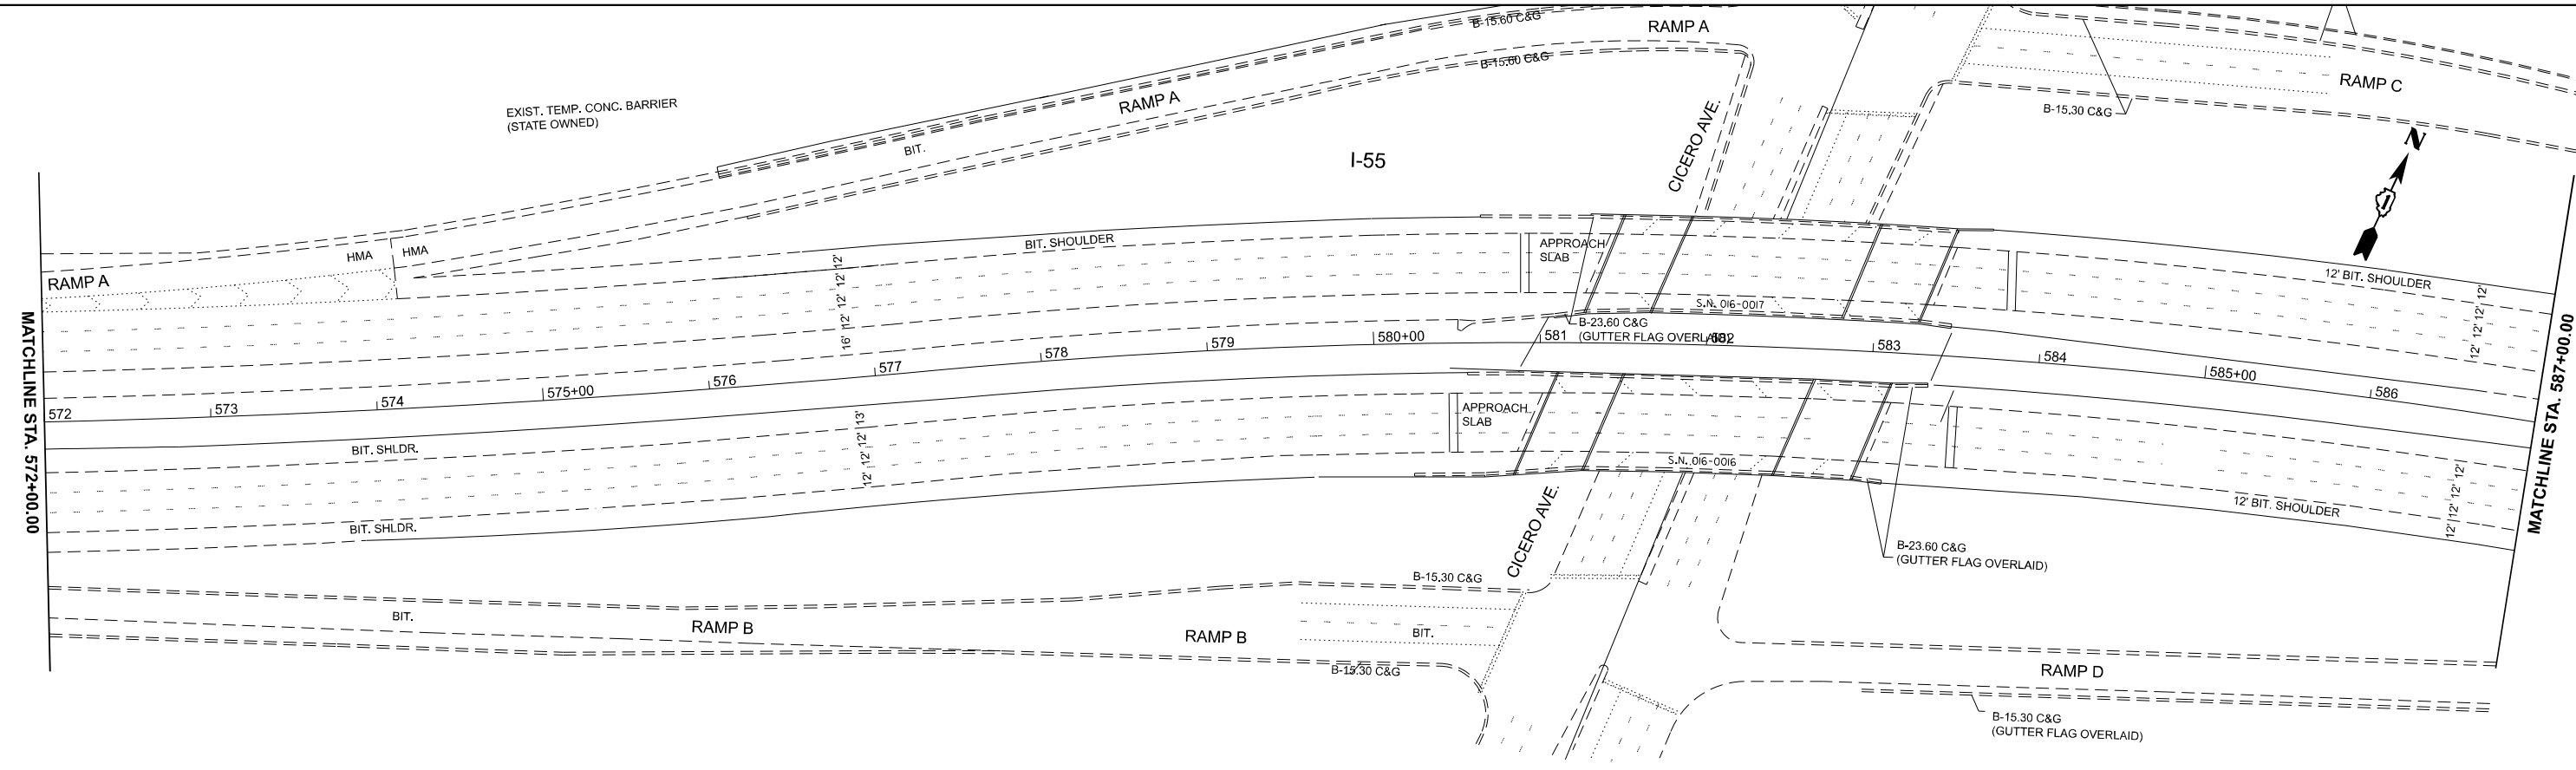 B-15.60 C&G
RAMP A
B-15.60 C&G
RAMP A
BIT.
EXIST. TEMP. CONC. BARRIER
(STATE OWNED)
I-55
CICERO AVE.
RAMP C
B-15.30 C&G
N
HMA
HMA
RAMP A
BIT. SHOULDER
APPROACH
SLAB
12' BIT. SHOULDER
16' 12' 12' 12' 12'
12' 12' 12' 12'
S.N. 016-0017
B-23.60 C&G
(GUTTER FLAG OVERLAID)
MATCHLINE STA. 572+00.00
572
573
574
575+00
576
577
578
579
580+00
581
582
583
584
585+00
586
MATCHLINE STA. 587+00.00
BIT. SHLDR.
12' 12' 12' 13'
APPROACH
SLAB
S.N. 016-0016
BIT. SHLDR.
12' 12' 12' 12'
12' BIT. SHOULDER
CICERO AVE.
B-23.60 C&G
(GUTTER FLAG OVERLAID)
B-15.30 C&G
BIT.
RAMP B
RAMP B
BIT.
B-15.30 C&G
RAMP D
B-15.30 C&G
(GUTTER FLAG OVERLAID)